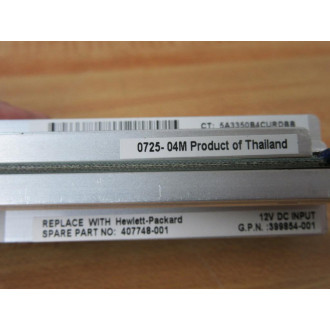 CT: 5A3350B4CURDBB
0725- 04M Product of Thailand
REPLACE WITH Hewlett-Packard
SPARE PART NO: 407748-001
12V DC INPUT
G.P.N. :399854-001